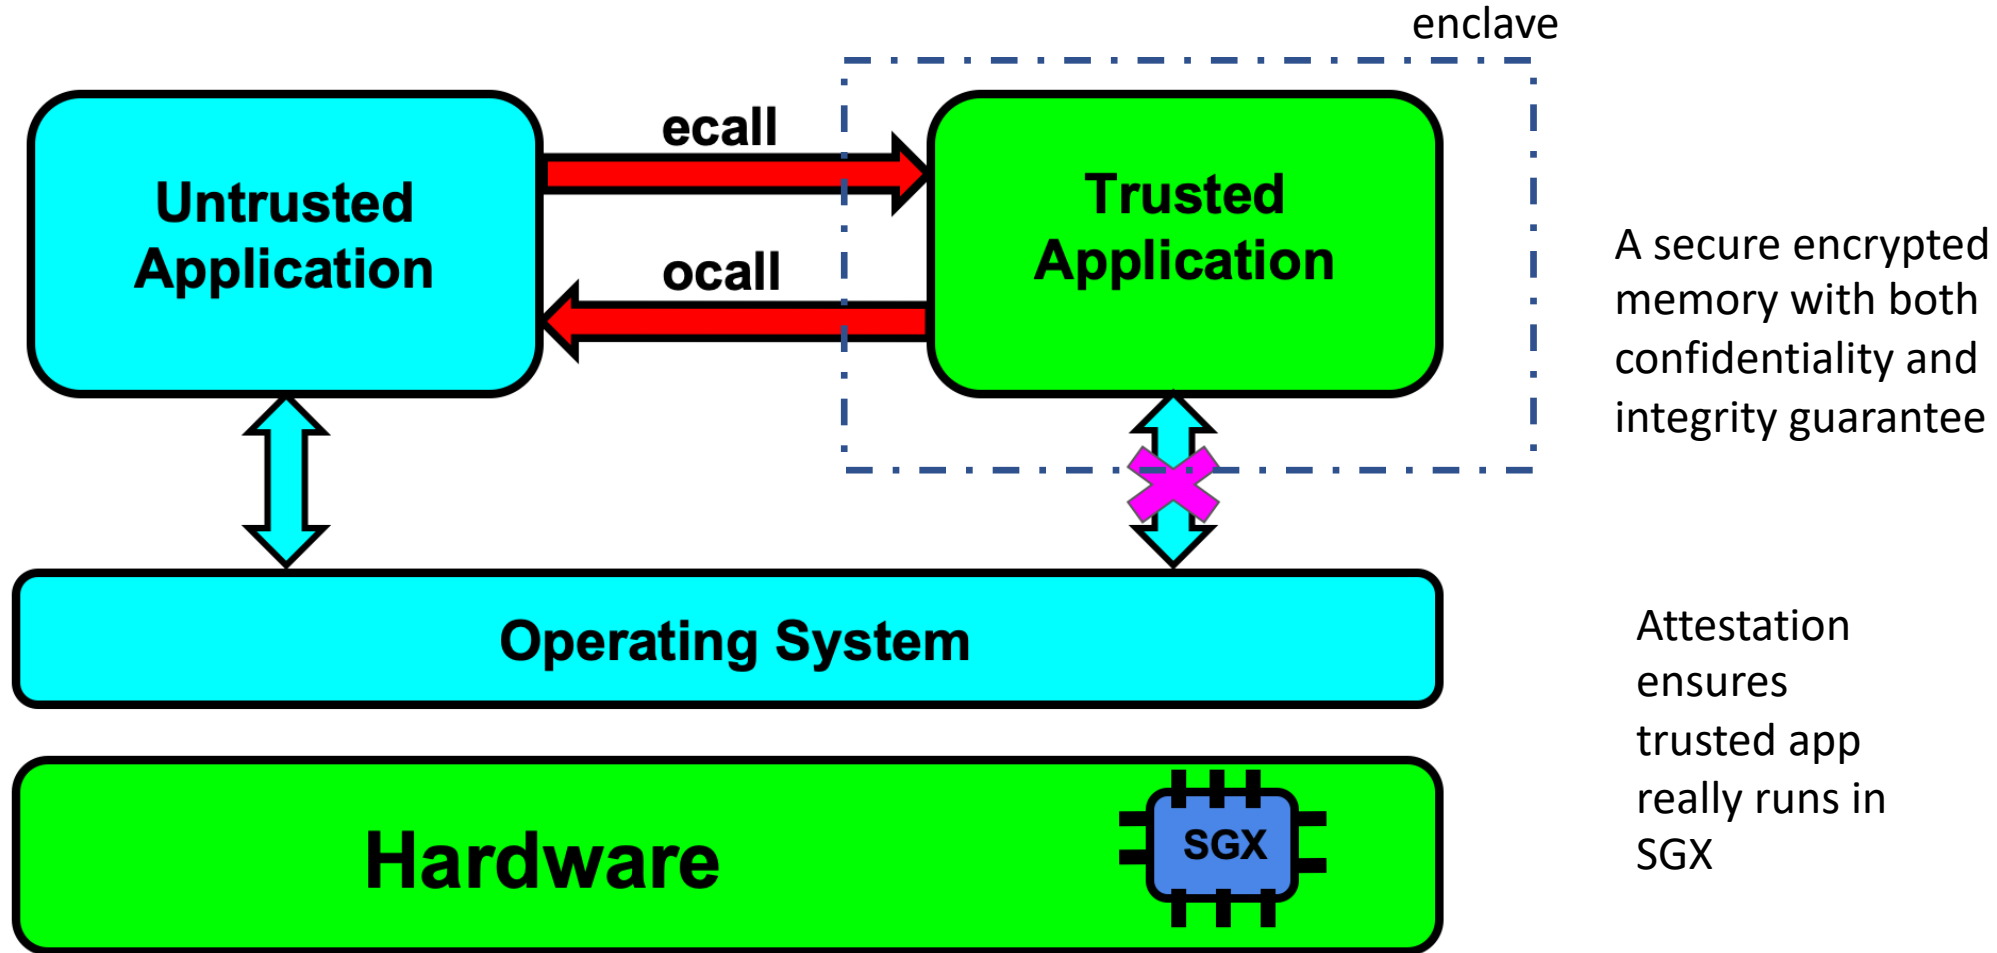 enclave
ecall
Untrusted
Application
Trusted
Application
ocall
A secure encrypted
memory with both
confidentiality and
integrity guarantee
Operating System
Attestation
ensures
trusted app
really runs in
SGX
Hardware
SGX